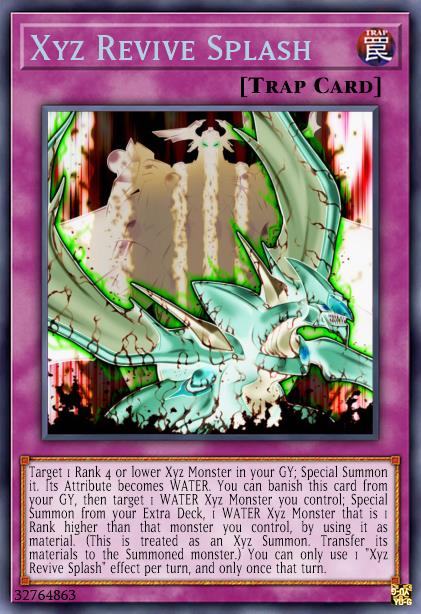 Xyz Revive Splash
TRAP
罠
[Trap Card]
Target 1 Rank 4 or lower Xyz Monster in your GY; Special Summon
it. Its Attribute becomes WATER. You can banish this card from
your GY, then target 1 WATER Xyz Monster you control; Special
Summon from your Extra Deck, 1 WATER Xyz Monster that is 1
Rank higher than that monster you control, by using it as
material. (This is treated as an Xyz Summon. Transfer its
materials to the Summoned monster.) You can only use 1 "Xyz
Revive Splash" effect per turn, and only once that turn.
32764863